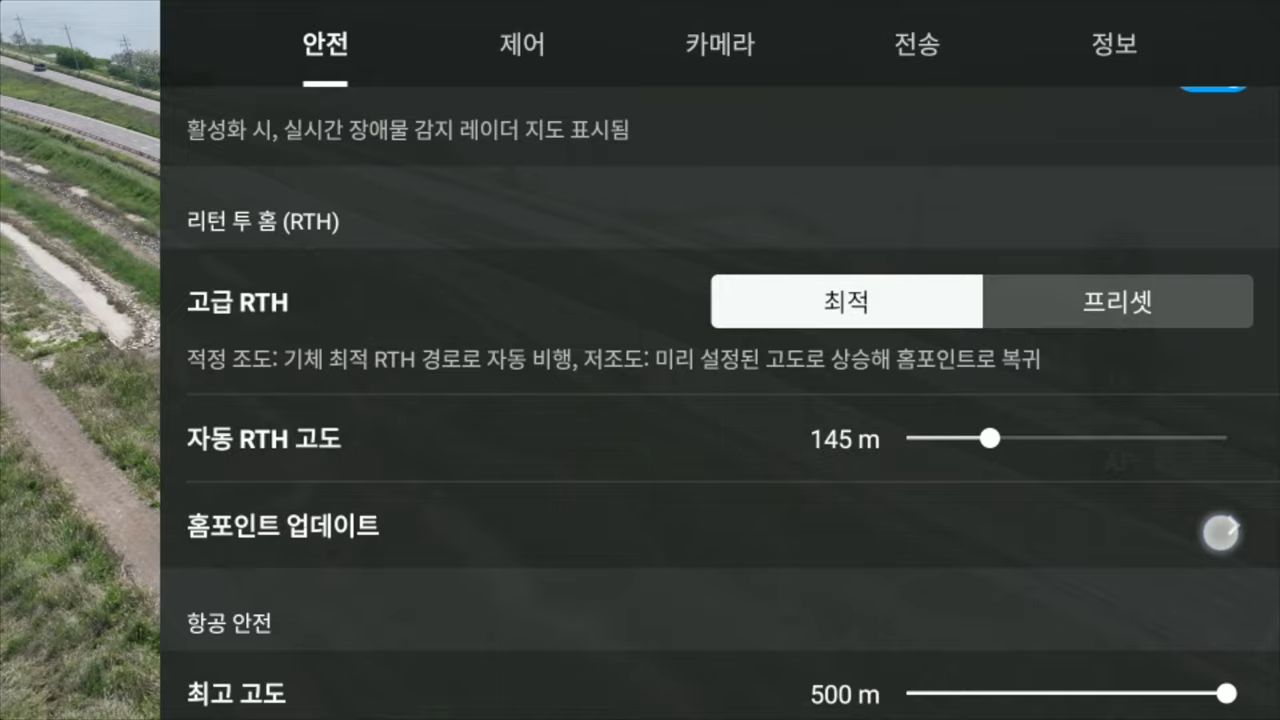 안전 제어 카메라 전송 정보
활성화 시, 실시간 장애물 감지 레이더 지도 표시됨
리턴 투 홈 (RTH)
고급 RTH 최적 프리셋
적정 조도: 기체 최적 RTH 경로로 자동 비행, 저조도: 미리 설정된 고도로 상승해 홈포인트로 복귀
자동 RTH 고도 145 m
홈포인트 업데이트
항공 안전
최고 고도 500 m